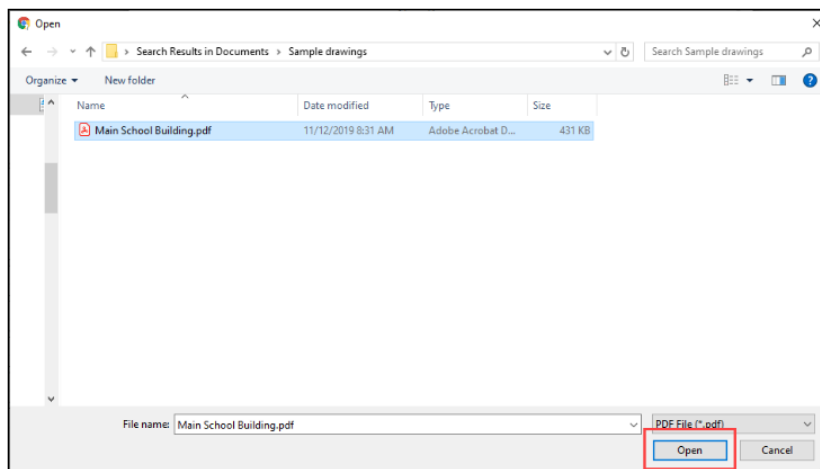 Open
Search Results in Documents > Sample drawings
Search Sample drawings
Organize
New folder
Name Date modified Type Size
Main School Building.pdf 11/12/2019 8:31 AM Adobe Acrobat D... 431 KB
File name: Main School Building.pdf PDF File (*.pdf)
Open Cancel